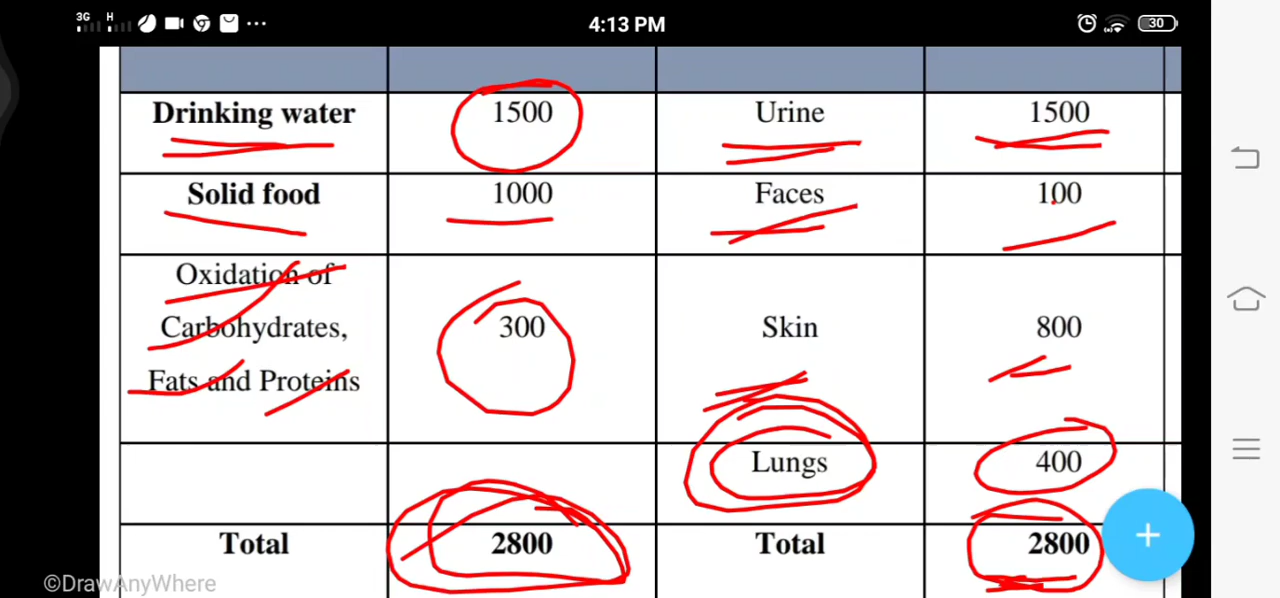 3G H 4:13 PM 30
Drinking water 1500 Urine 1500
Solid food 1000 Faces 100
Oxidation of
Carbohydrates, 300 Skin 800
Fats and Proteins
Lungs 400
Total 2800 Total 2800
©DrawAnyWhere